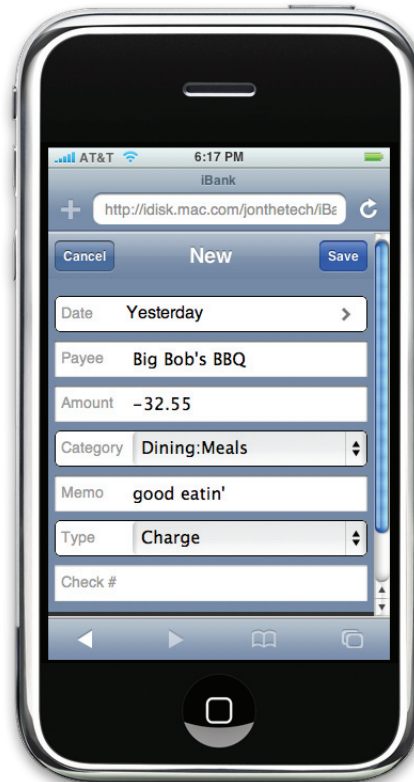 AT&T 6:17 PM
iBank
http://idisk.mac.com/jonthetech/iBa
Cancel New Save
Date Yesterday
Payee Big Bob's BBQ
Amount -32.55
Category Dining:Meals
Memo good eatin'
Type Charge
Check #